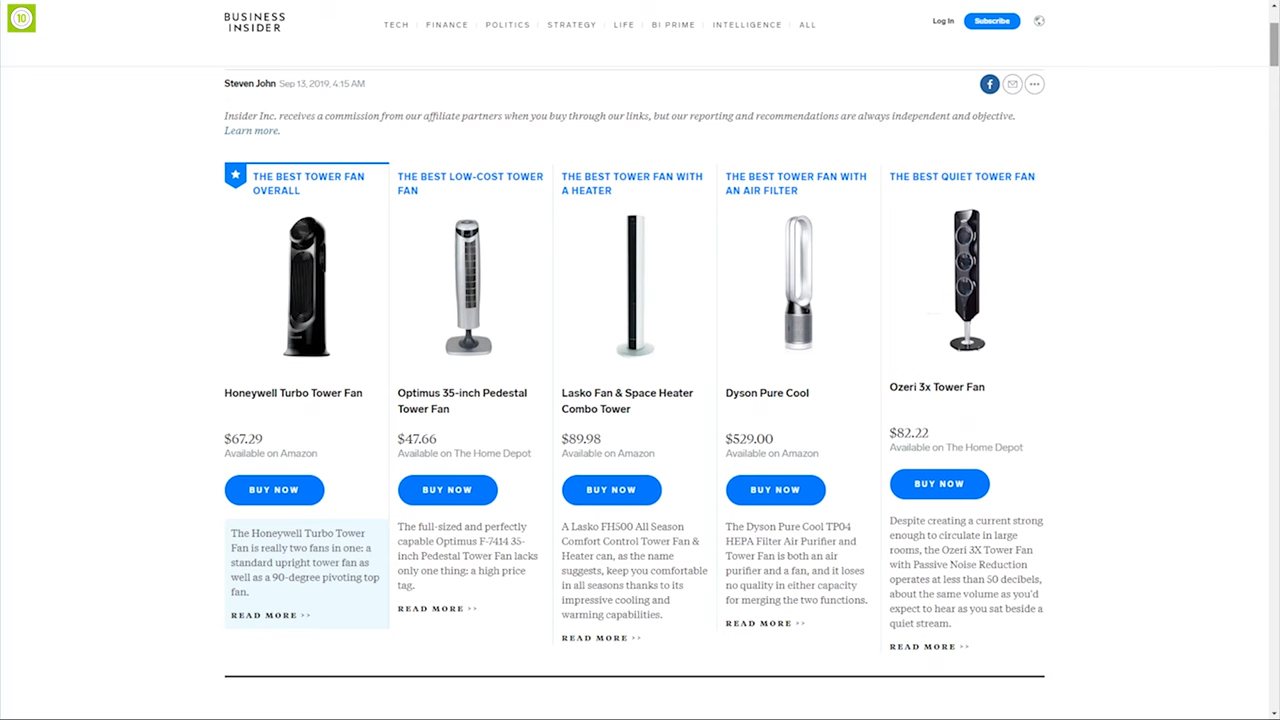 10
BUSINESS
INSIDER
TECH FINANCE POLITICS STRATEGY LIFE BI PRIME INTELLIGENCE ALL
Log In Subscribe
Steven John Sep 13, 2019, 4:15 AM
Insider Inc. receives a commission from our affiliate partners when you buy through our links, but our reporting and recommendations are always independent and objective.
Learn more.
THE BEST TOWER FAN
OVERALL
Honeywell Turbo Tower Fan
$67.29
Available on Amazon
BUY NOW
The Honeywell Turbo Tower
Fan is really two fans in one: a
standard upright tower fan as
well as a 90-degree pivoting top
fan.
READ MORE >>
THE BEST LOW-COST TOWER
FAN
Optimus 35-inch Pedestal
Tower Fan
$47.66
Available on The Home Depot
BUY NOW
The full-sized and perfectly
capable Optimus F-7414 35-
inch Pedestal Tower Fan lacks
only one thing: a high price
tag.
READ MORE >>
THE BEST TOWER FAN WITH
A HEATER
Lasko Fan & Space Heater
Combo Tower
$89.98
Available on Amazon
BUY NOW
A Lasko FH500 All Season
Comfort Control Tower Fan &
Heater can, as the name
suggests, keep you comfortable
in all seasons thanks to its
impressive cooling and
warming capabilities.
READ MORE >>
THE BEST TOWER FAN WITH
AN AIR FILTER
Dyson Pure Cool
$529.00
Available on Amazon
BUY NOW
The Dyson Pure Cool TP04
HEPA Filter Air Purifier and
Tower Fan is both an air
purifier and a fan, and it loses
no quality in either capacity
for merging the two functions.
READ MORE >>
THE BEST QUIET TOWER FAN
Ozeri 3x Tower Fan
$82.22
Available on The Home Depot
BUY NOW
Despite creating a current strong
enough to circulate in large
rooms, the Ozeri 3X Tower Fan
with Passive Noise Reduction
operates at less than 50 decibels,
about the same volume as you'd
expect to hear as you sat beside a
quiet stream.
READ MORE >>